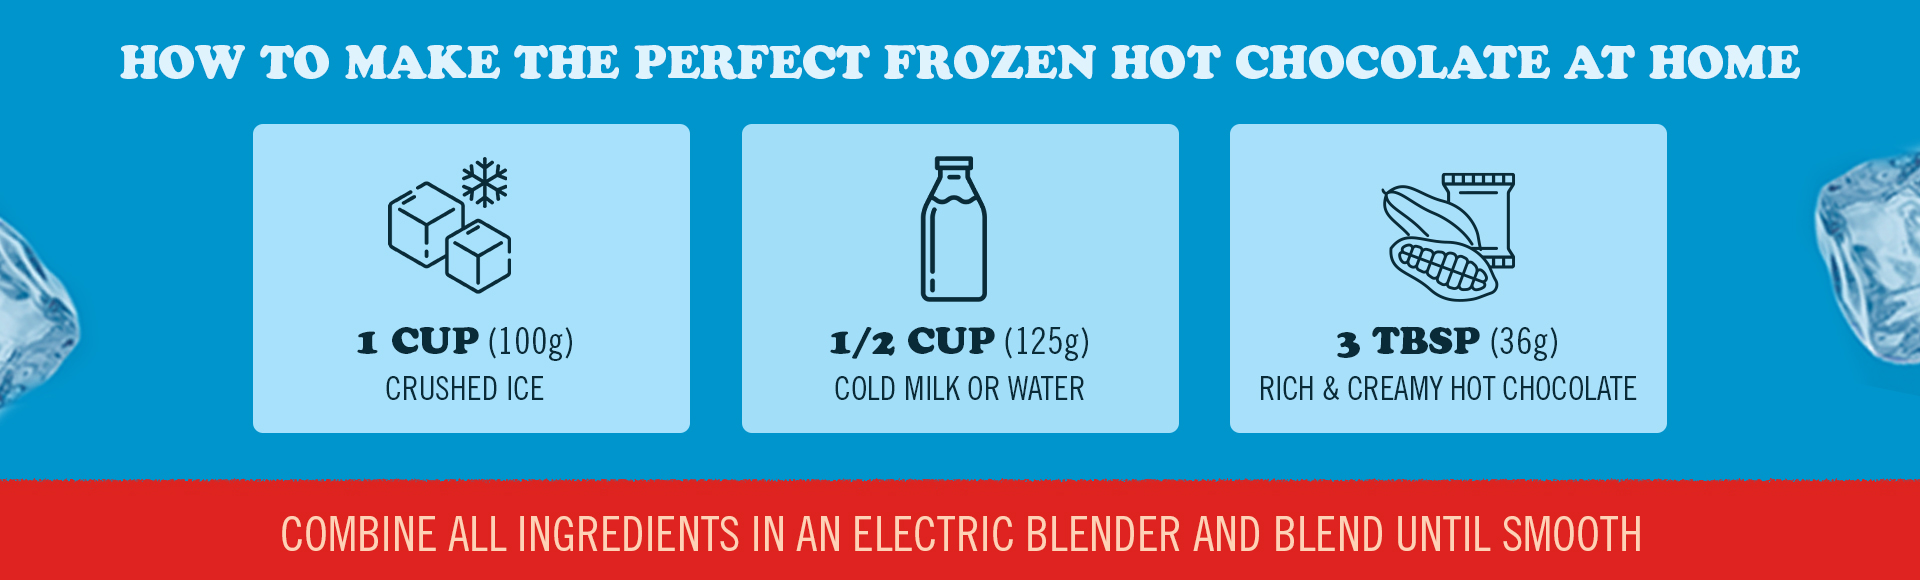 HOW TO MAKE THE PERFECT FROZEN HOT CHOCOLATE AT HOME
1 CUP (100g)
CRUSHED ICE
1/2 CUP (125g)
COLD MILK OR WATER
3 TBSP (36g)
RICH & CREAMY HOT CHOCOLATE
COMBINE ALL INGREDIENTS IN AN ELECTRIC BLENDER AND BLEND UNTIL SMOOTH